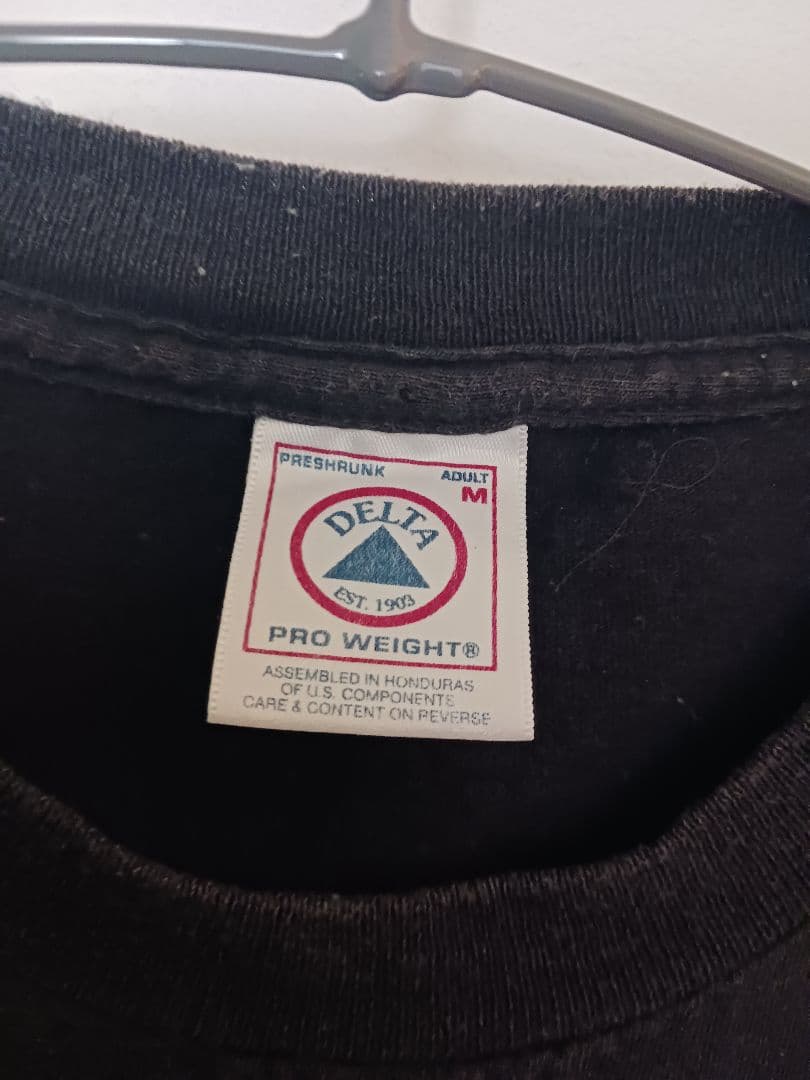 PRESHRUNK
ADULT
M
DELTA
EST. 1903
PRO WEIGHT®
ASSEMBLED IN HONDURAS
OF U.S. COMPONENTS
CARE & CONTENT ON REVERSE